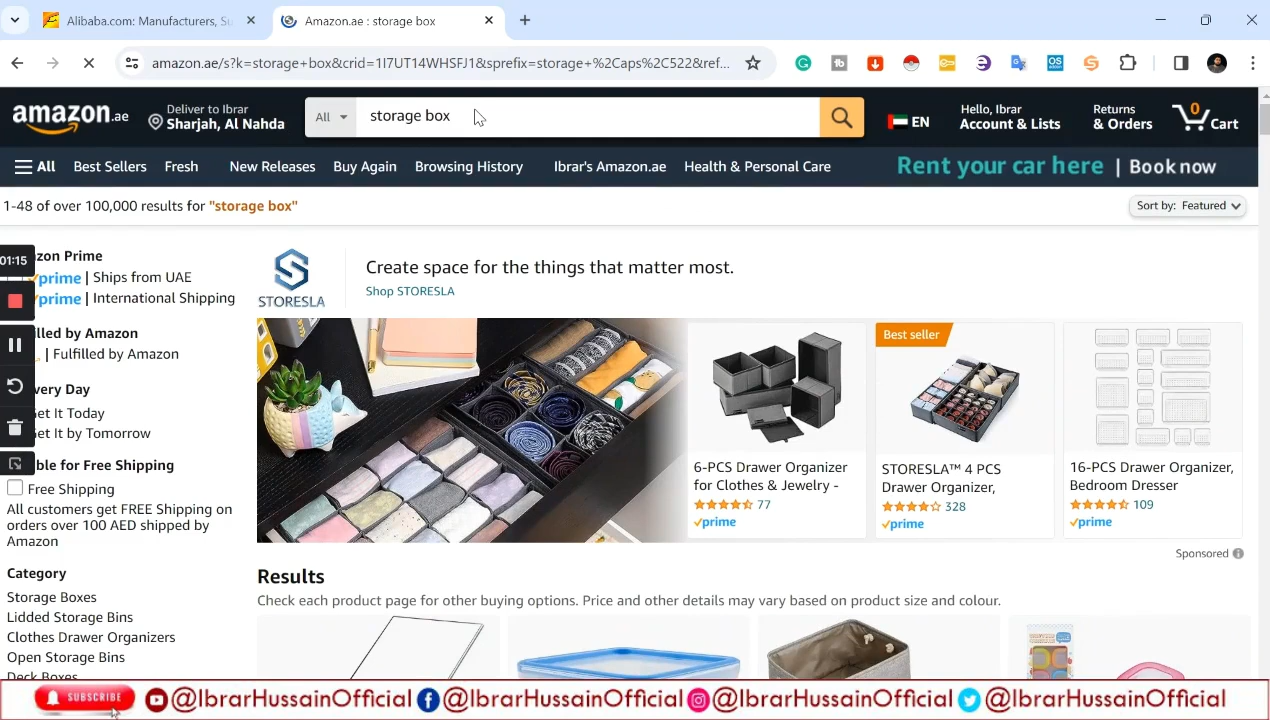 Alibaba.com: Manufacturers, Su
Amazon.ae : storage box
amazon.ae/s?k=storage+box&crid=1I7UT14WHSFJ1&sprefix=storage+%2Caps%2C522&ref...
amazon.ae
Deliver to Ibrar
Sharjah, Al Nahda
All
storage box
EN
Hello, Ibrar
Account & Lists
Returns
& Orders
0
Cart
All
Best Sellers
Fresh
New Releases
Buy Again
Browsing History
Ibrar's Amazon.ae
Health & Personal Care
Rent your car here | Book now
1-48 of over 100,000 results for "storage box"
Sort by: Featured
01:15
azon Prime
prime | Ships from UAE
prime | International Shipping
lled by Amazon
| Fulfilled by Amazon
very Day
Get It Today
Get It by Tomorrow
ble for Free Shipping
Free Shipping
All customers get FREE Shipping on
orders over 100 AED shipped by
Amazon
Category
Storage Boxes
Lidded Storage Bins
Clothes Drawer Organizers
Open Storage Bins
Deck Boxes
STORESLA
Create space for the things that matter most.
Shop STORESLA
6-PCS Drawer Organizer
for Clothes & Jewelry -
77
prime
Best seller
STORESLA™ 4 PCS
Drawer Organizer,
328
prime
16-PCS Drawer Organizer,
Bedroom Dresser
109
prime
Sponsored
Results
Check each product page for other buying options. Price and other details may vary based on product size and colour.
SUBSCRIBE
@IbrarHussainOfficial
@IbrarHussainOfficial
@IbrarHussainOfficial
@IbrarHussainOfficial